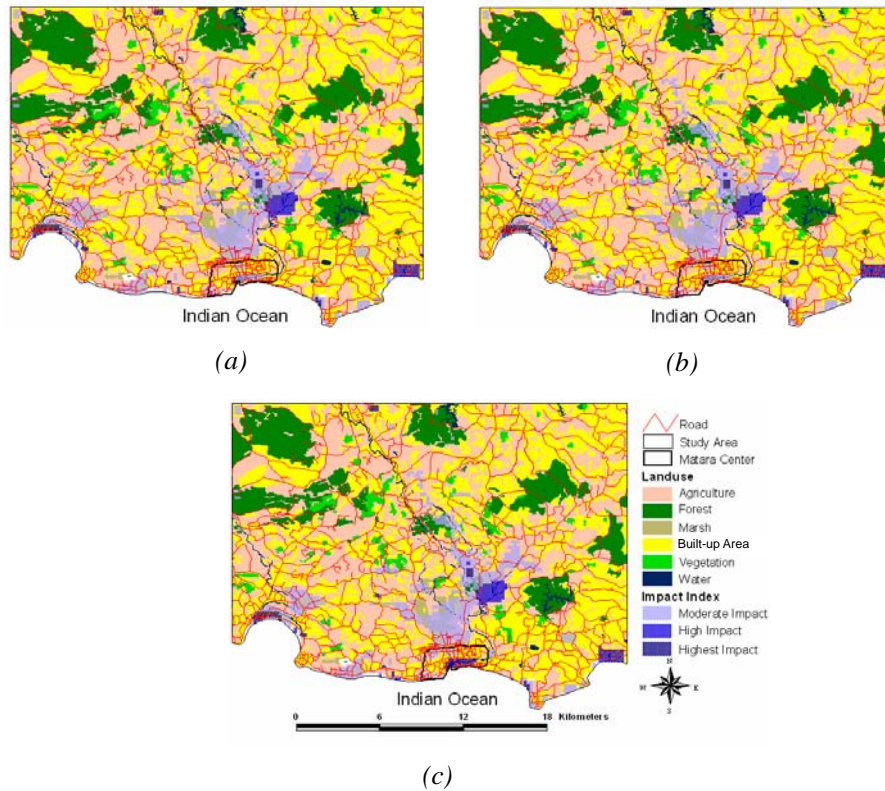 Indian Ocean
(a)
Indian Ocean
(b)
Road
Study Area
Matara Center
Landuse
Agriculture
Forest
Marsh
Built-up Area
Vegetation
Water
Impact Index
Moderate Impact
High Impact
Highest Impact
N
W E
S
Indian Ocean
0 6 12 18 Kilometers
(c)